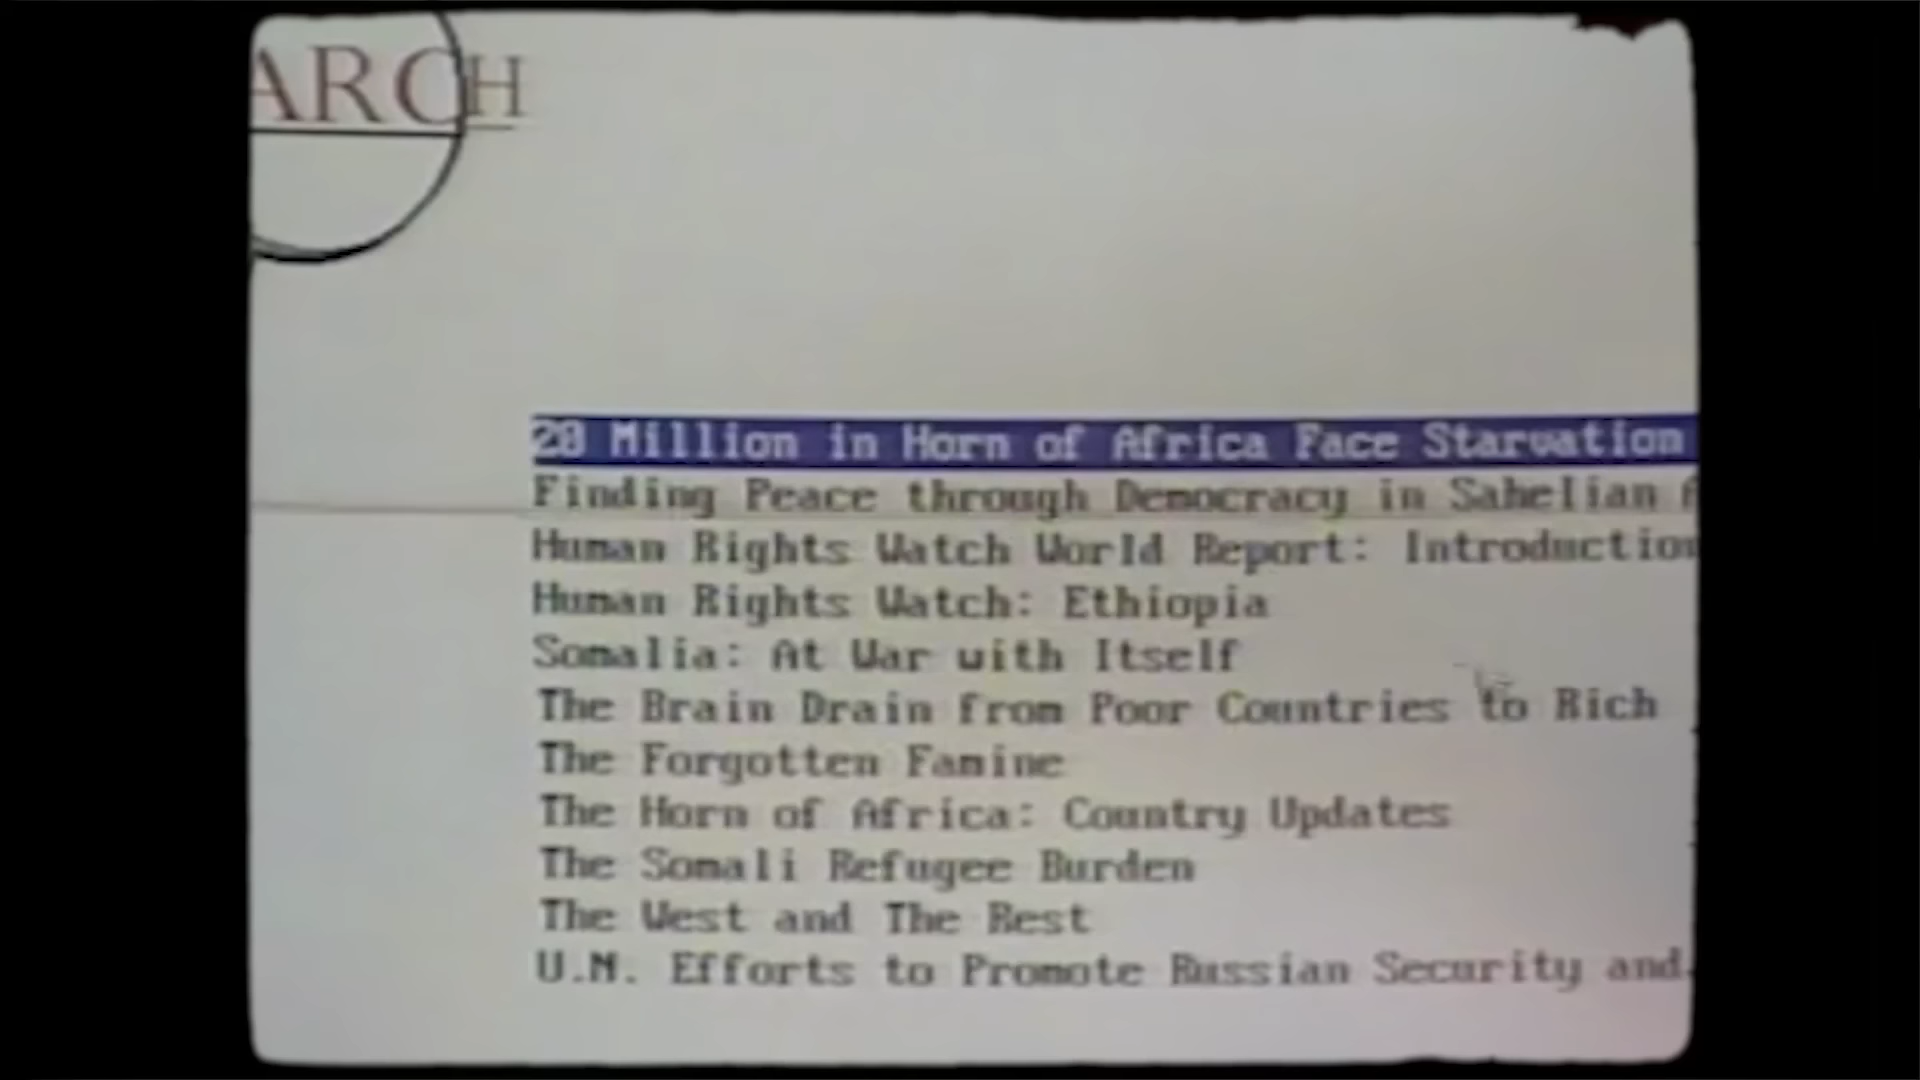 ARCH
20 Million in Horn of Africa Face Starvation
Finding Peace through Democracy in Sahelian
Human Rights Watch World Report: Introduction
Human Rights Watch: Ethiopia
Somalia: At War with Itself
The Brain Drain from Poor Countries to Rich
The Forgotten Famine
The Horn of Africa: Country Updates
The Somali Refugee Burden
The West and The Rest
U.N. Efforts to Promote Russian Security and